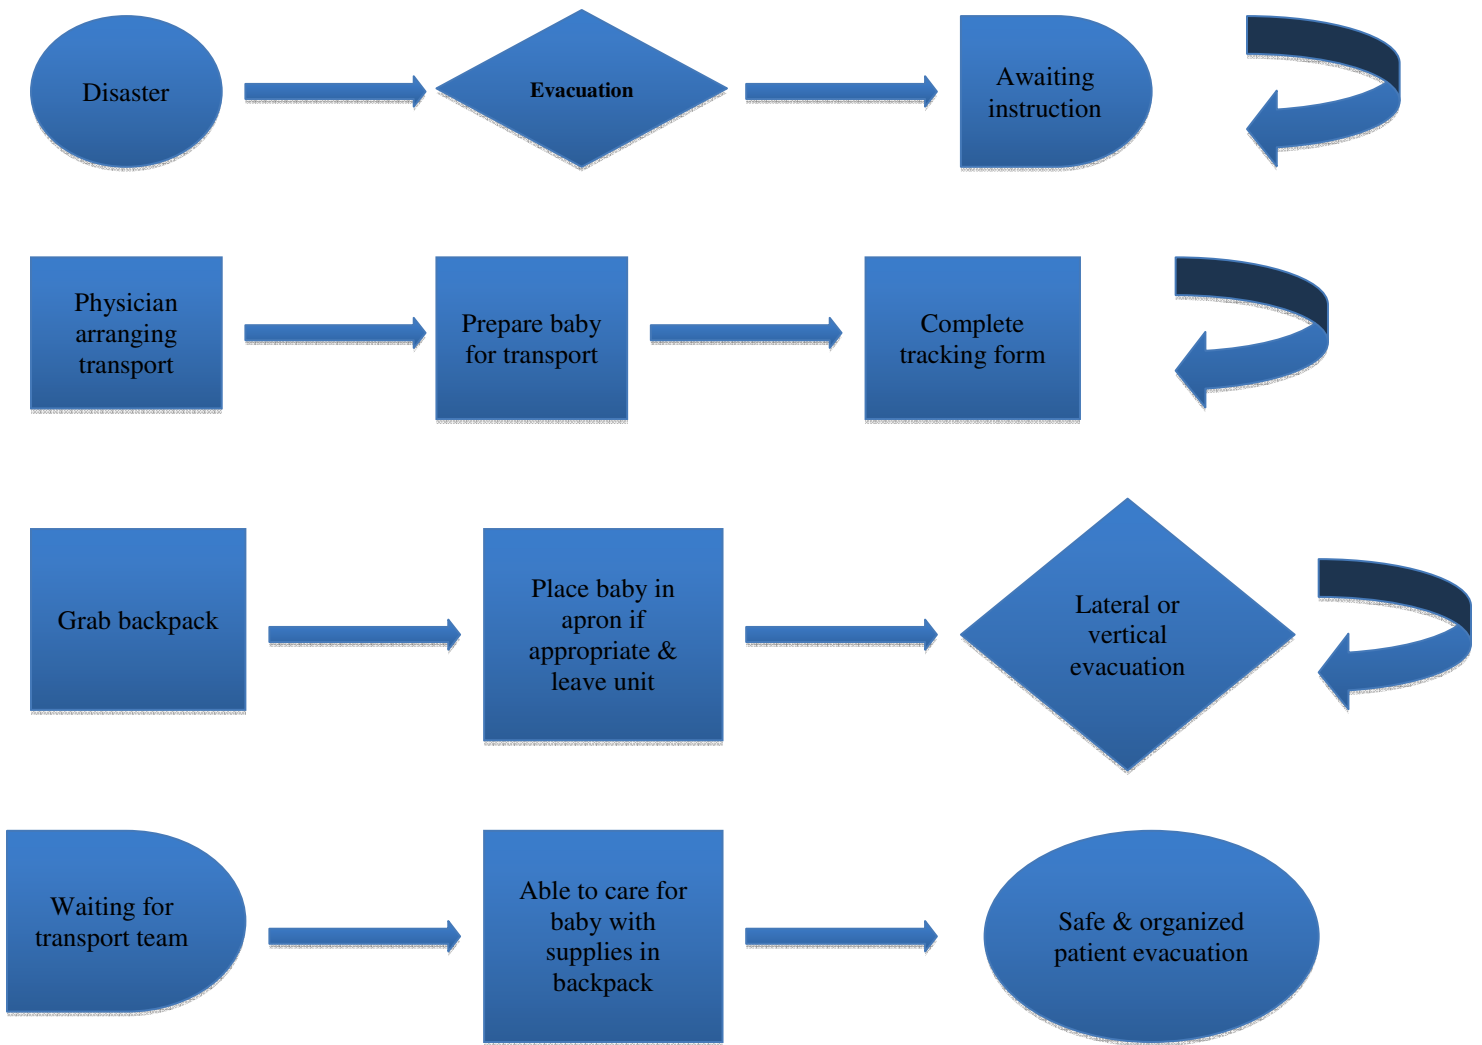 Disaster
Evacuation
Awaiting
instruction
Physician
arranging
transport
Prepare baby
for transport
Complete
tracking form
Grab backpack
Place baby in
apron if
appropriate &
leave unit
Lateral or
vertical
evacuation
Waiting for
transport team
Able to care for
baby with
supplies in
backpack
Safe & organized
patient evacuation